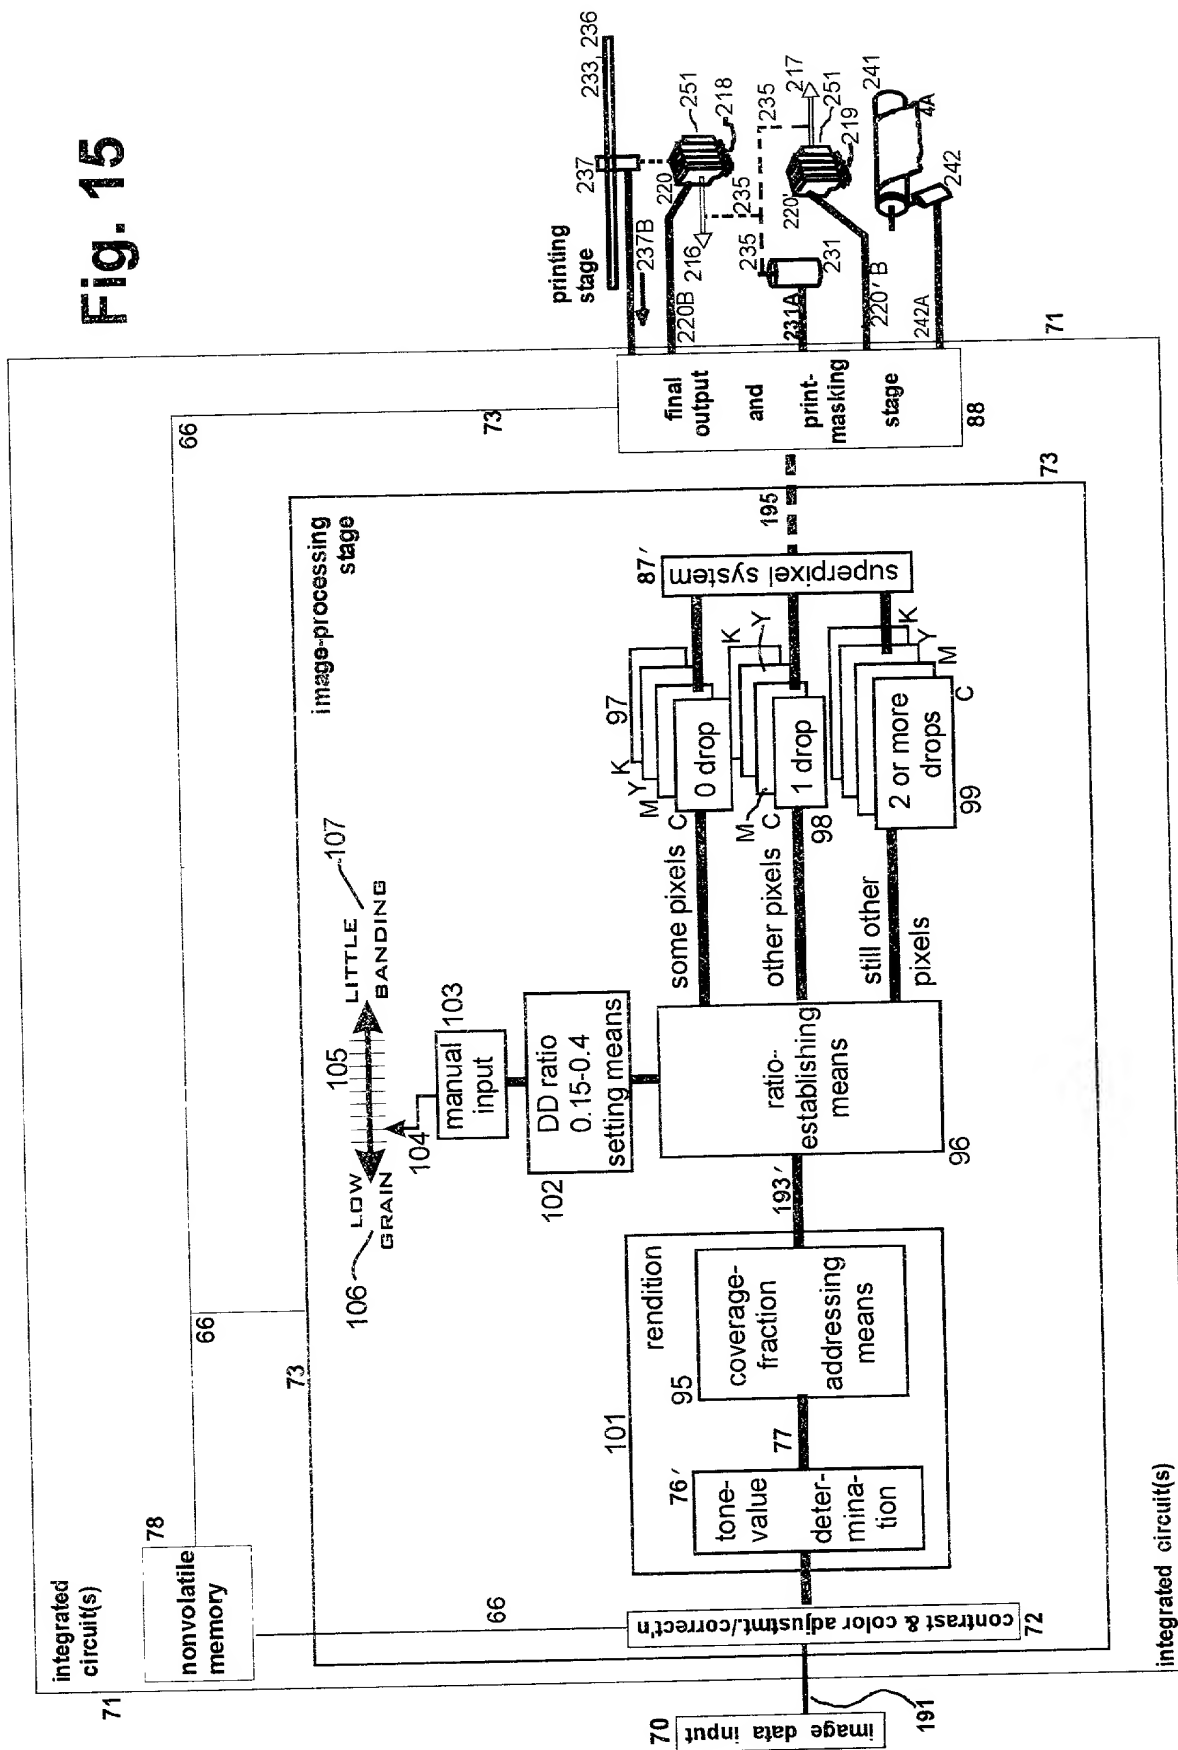 Fig. 15
integrated
circuit(s)
71
78
nonvolatile
memory
66
66
66
73
73
73
image-processing
stage
70
image data input
191
contrast & color adjustmt./correct'n
72
101
rendition
76′
tone-
value
deter-
mina-
tion
77
95
coverage-
fraction
addressing
means
193′
106
LOW
GRAIN
105
LITTLE
BANDING
107
104
manual
input
103
102
DD ratio
0.15-0.4
setting means
ratio-
establishing
means
96
some pixels
other pixels
still other
pixels
C
M
Y
K
97
0 drop
C
M
K
Y
1 drop
98
2 or more
drops
99
C
M
Y
K
87′
superpixel system
195
final
output
and
print-
masking
stage
88
71
printing
stage
237B
237
233, 236
220B
220
251
218
216
235
235
235
217
251
219
220'
231A
231
220′ B
242A
242
241
4A
integrated circuit(s)